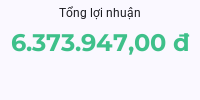 Tổng lợi nhuận
6.373.947,00 đ